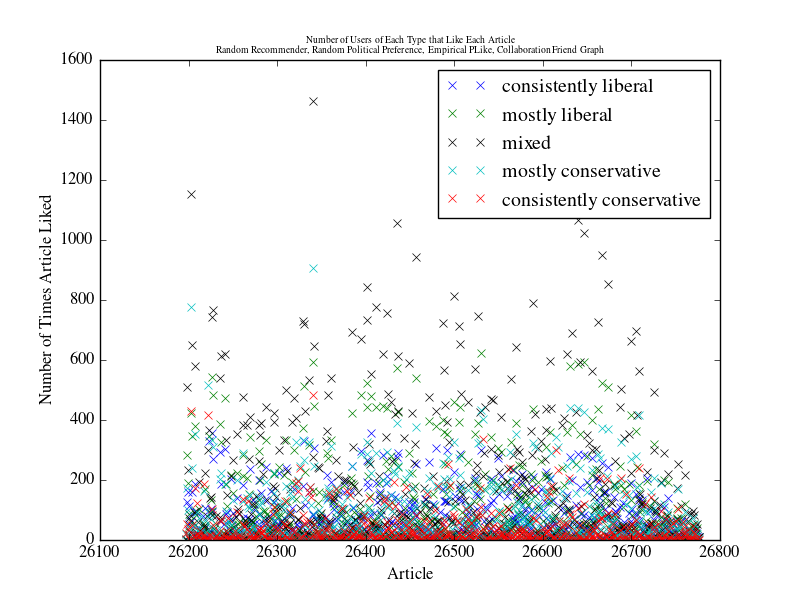 Number of Users of Each Type that Like Each Article
Random Recommender, Random Political Preference, Empirical PLike, CollaborationFriend Graph
1600
1400
1200
1000
800
600
400
200
0
Number of Times Article Liked
consistently liberal
mostly liberal
mixed
mostly conservative
consistently conservative
26100 26200 26300 26400 26500 26600 26700 26800
Article